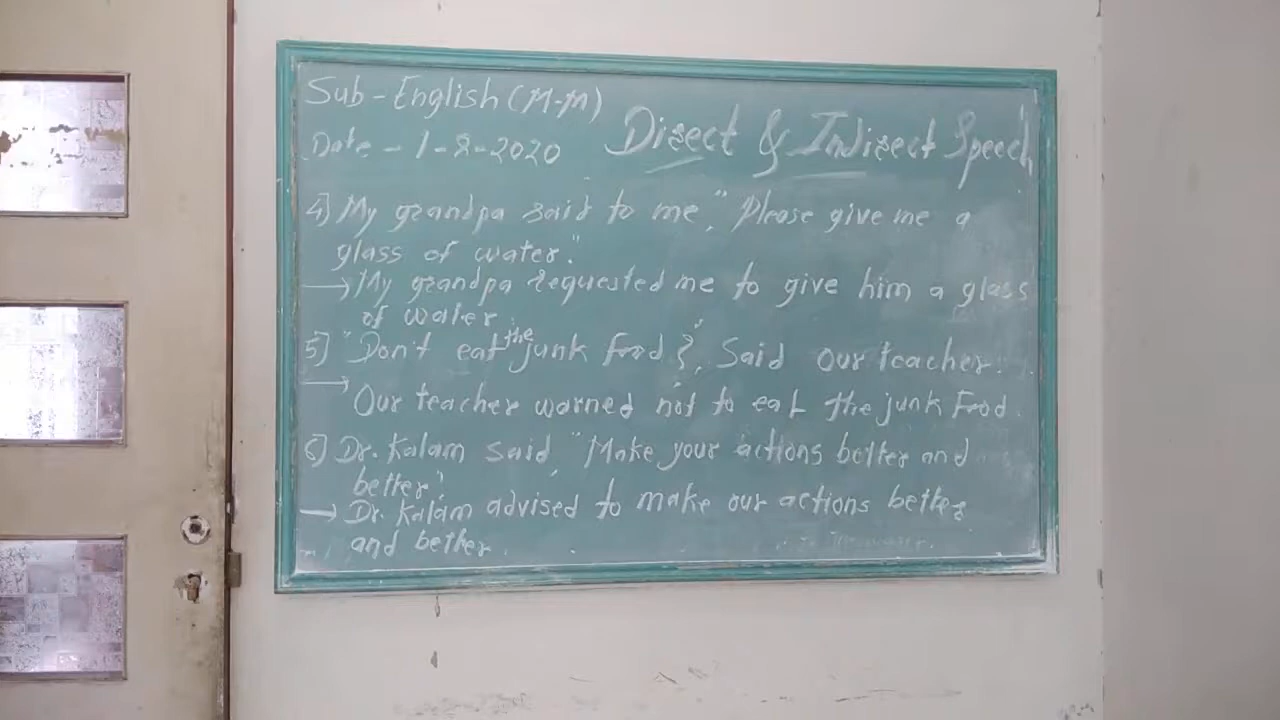 Sub - English (M-M)
Date - 1-8-2020
Direct & Indirect Speech
4] My grandpa said to me, "Please give me a
glass of water."
→ My grandpa requested me to give him a glass
of water.
5] "Don't eat the junk food }", Said our teacher.
→ Our teacher warned not to eat the junk food.
6] Dr. Kalam said, "Make your actions better and
better".
→ Dr. Kalam advised to make our actions better
and better.